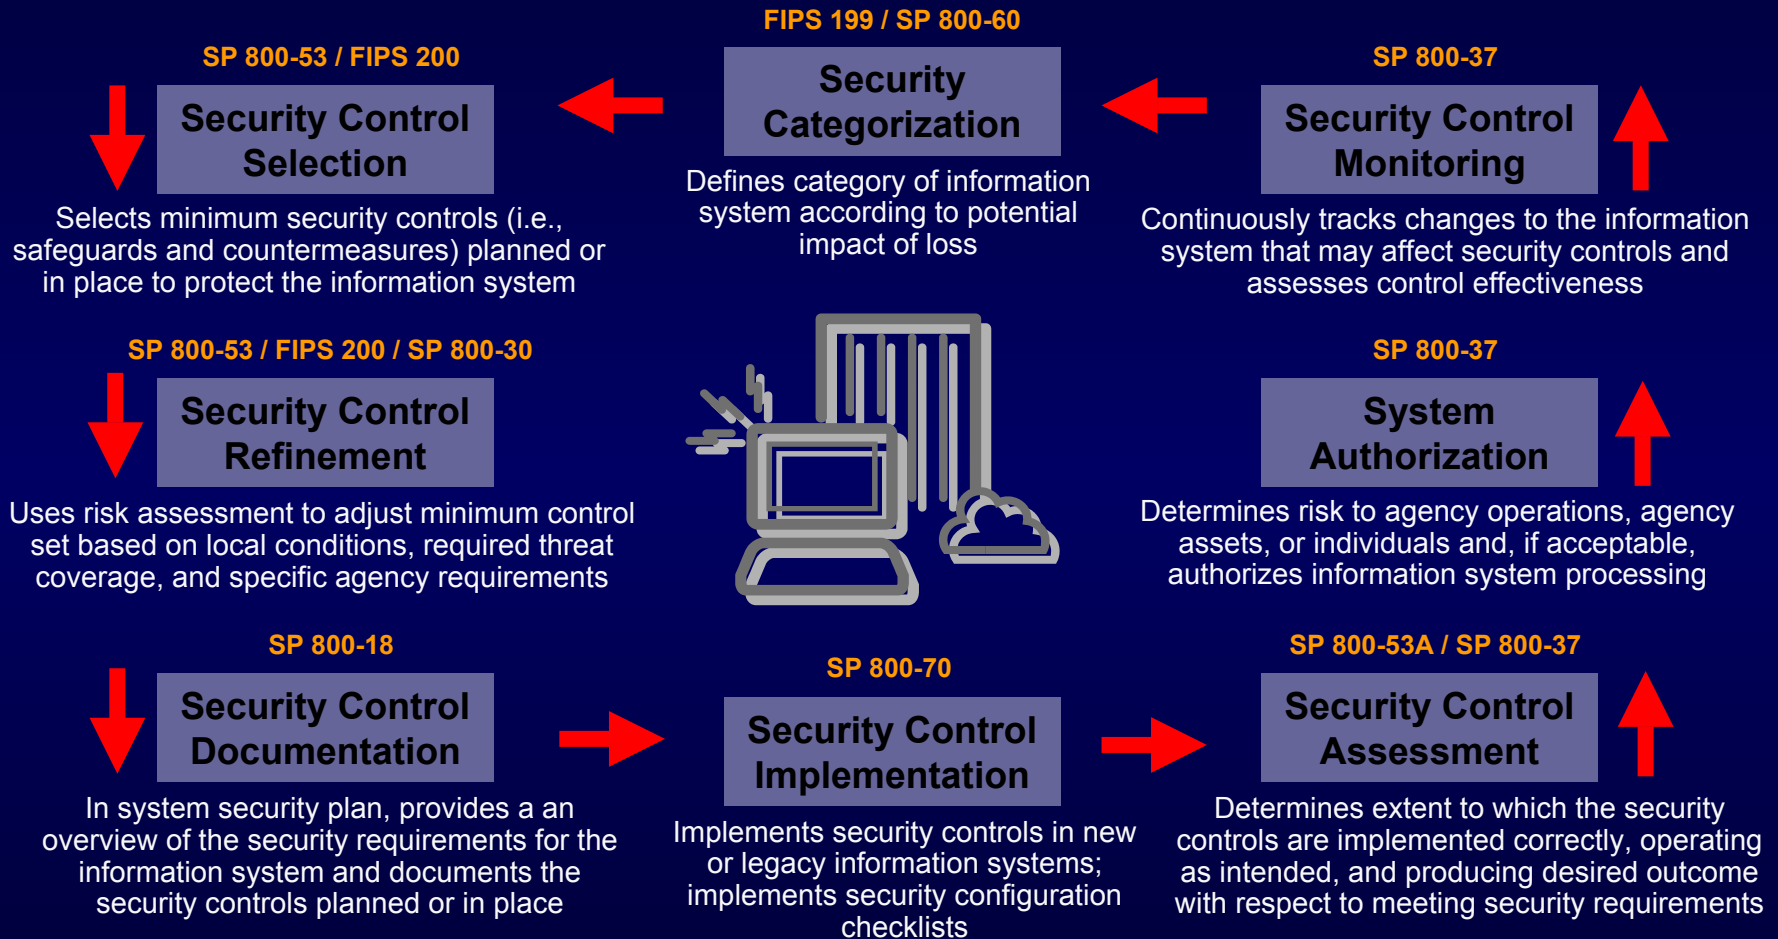 FIPS 199 / SP 800-60
Security
Categorization
Defines category of information
system according to potential
impact of loss
SP 800-53 / FIPS 200
Security Control
Selection
Selects minimum security controls (i.e.,
safeguards and countermeasures) planned or
in place to protect the information system
SP 800-53 / FIPS 200 / SP 800-30
Security Control
Refinement
Uses risk assessment to adjust minimum control
set based on local conditions, required threat
coverage, and specific agency requirements
SP 800-18
Security Control
Documentation
In system security plan, provides a an
overview of the security requirements for the
information system and documents the
security controls planned or in place
SP 800-70
Security Control
Implementation
Implements security controls in new
or legacy information systems;
implements security configuration
checklists
SP 800-53A / SP 800-37
Security Control
Assessment
Determines extent to which the security
controls are implemented correctly, operating
as intended, and producing desired outcome
with respect to meeting security requirements
SP 800-37
System
Authorization
Determines risk to agency operations, agency
assets, or individuals and, if acceptable,
authorizes information system processing
SP 800-37
Security Control
Monitoring
Continuously tracks changes to the information
system that may affect security controls and
assesses control effectiveness